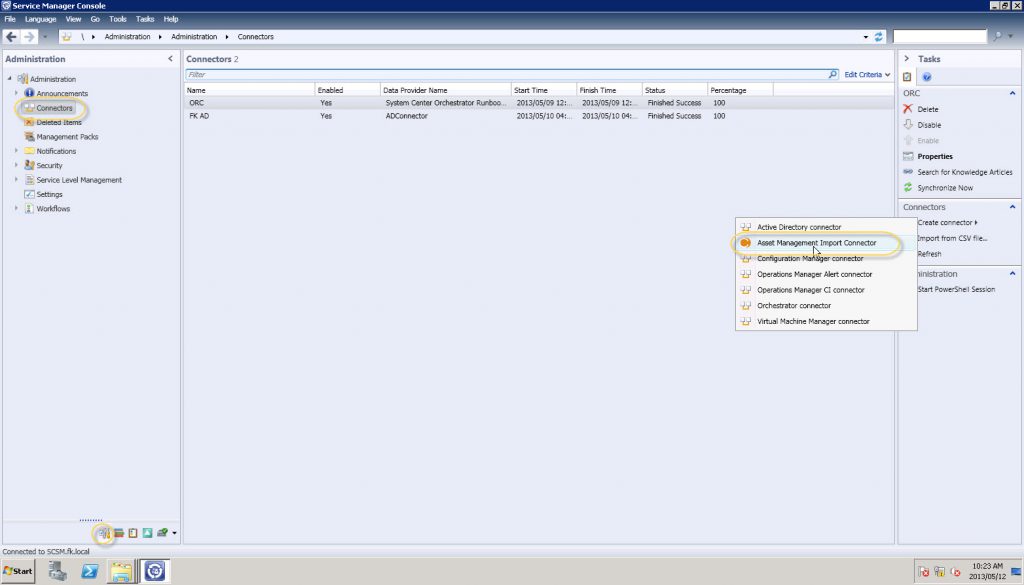 Service Manager Console
File Language View Go Tools Tasks Help
\ Administration Administration Connectors
Administration
Administration
Announcements
Connectors
Deleted Items
Management Packs
Notifications
Security
Service Level Management
Settings
Workflows
Connectors 2
Filter
Edit Criteria
Name Enabled Data Provider Name Start Time Finish Time Status Percentage
ORC Yes System Center Orchestrator Runboo... 2013/05/09 12:... 2013/05/09 12:... Finished Success 100
FK AD Yes ADConnector 2013/05/10 04:... 2013/05/10 04:... Finished Success 100
Active Directory connector
Asset Management Import Connector
Configuration Manager connector
Operations Manager Alert connector
Operations Manager CI connector
Orchestrator connector
Virtual Machine Manager connector
Tasks
ORC
Delete
Disable
Enable
Properties
Search for Knowledge Articles
Synchronize Now
Connectors
Create connector
Import from CSV file...
Refresh
ministration
Start PowerShell Session
Connected to SCSM.fk.local
Start
10:23 AM
2013/05/12